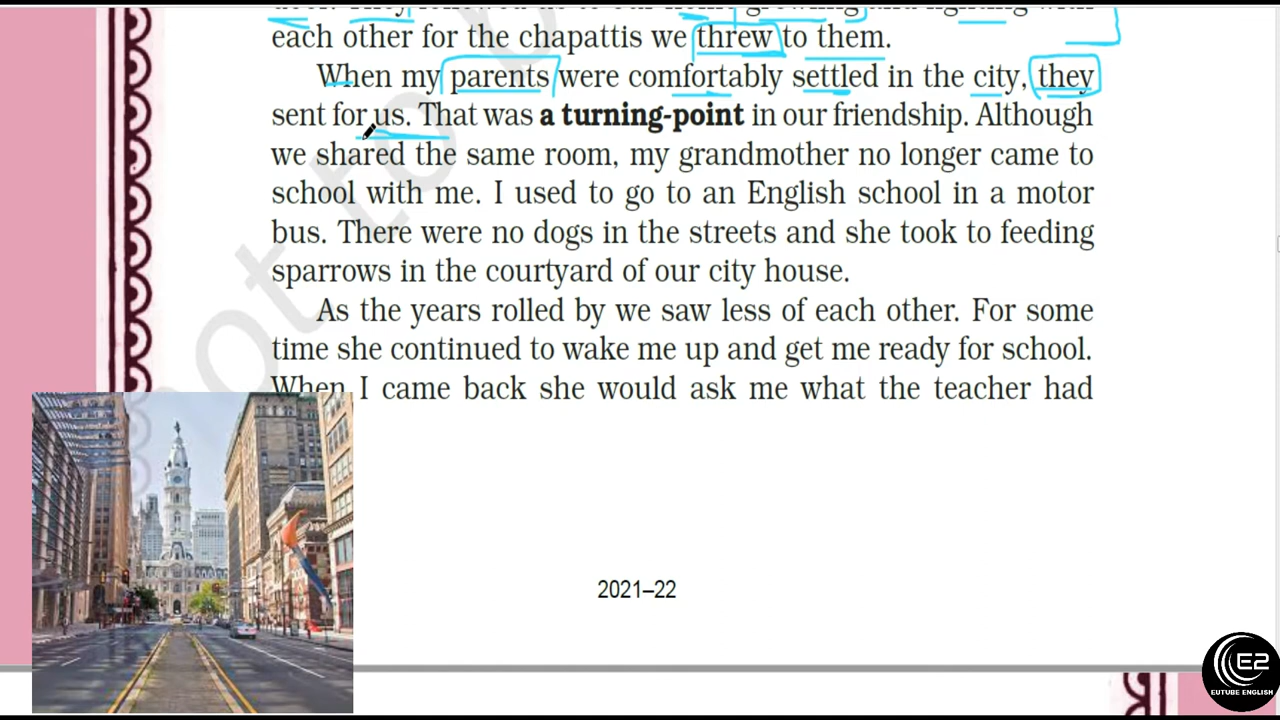 each other for the chapattis we threw to them.
When my parents were comfortably settled in the city, they
sent for us. That was a turning-point in our friendship. Although
we shared the same room, my grandmother no longer came to
school with me. I used to go to an English school in a motor
bus. There were no dogs in the streets and she took to feeding
sparrows in the courtyard of our city house.
As the years rolled by we saw less of each other. For some
time she continued to wake me up and get me ready for school.
When I came back she would ask me what the teacher had
2021–22
not to
E2
EUTUBE ENGLISH